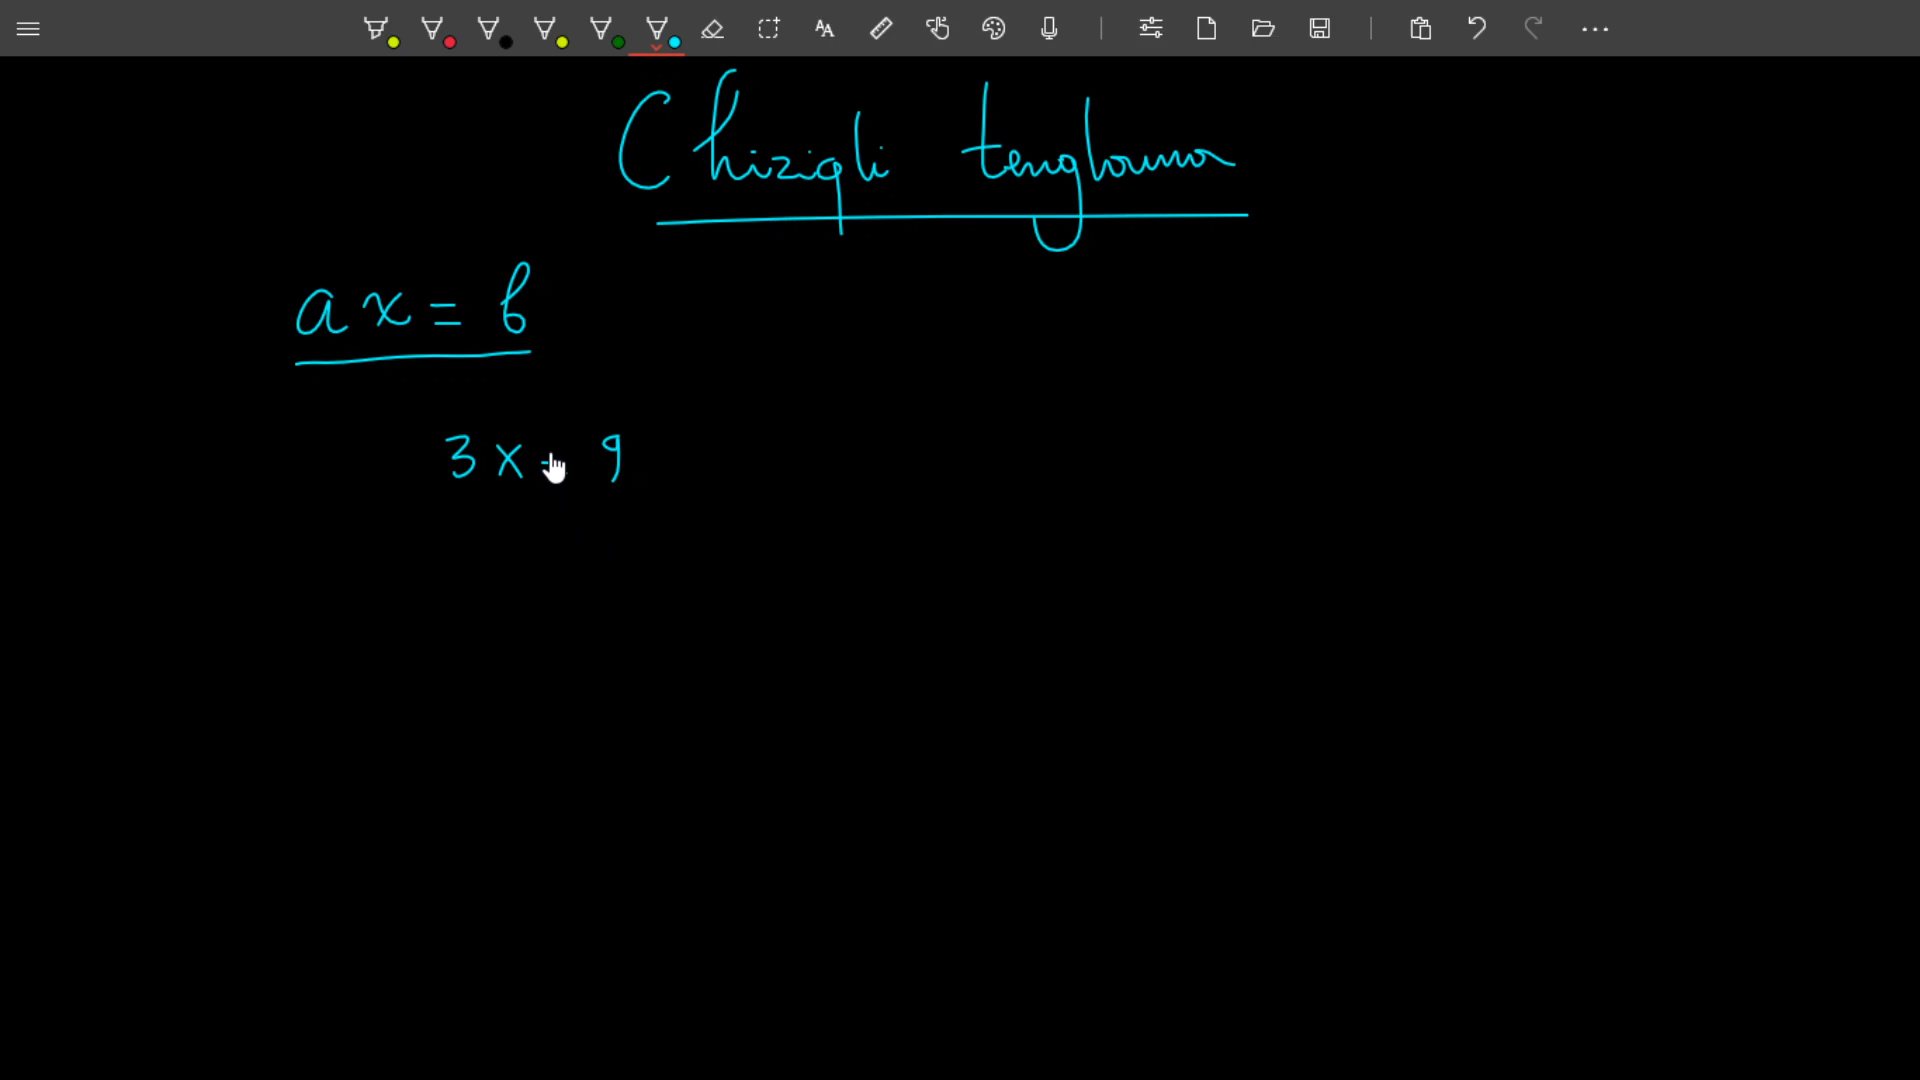 Chiziqli tenglama
ax = b
3x = 9